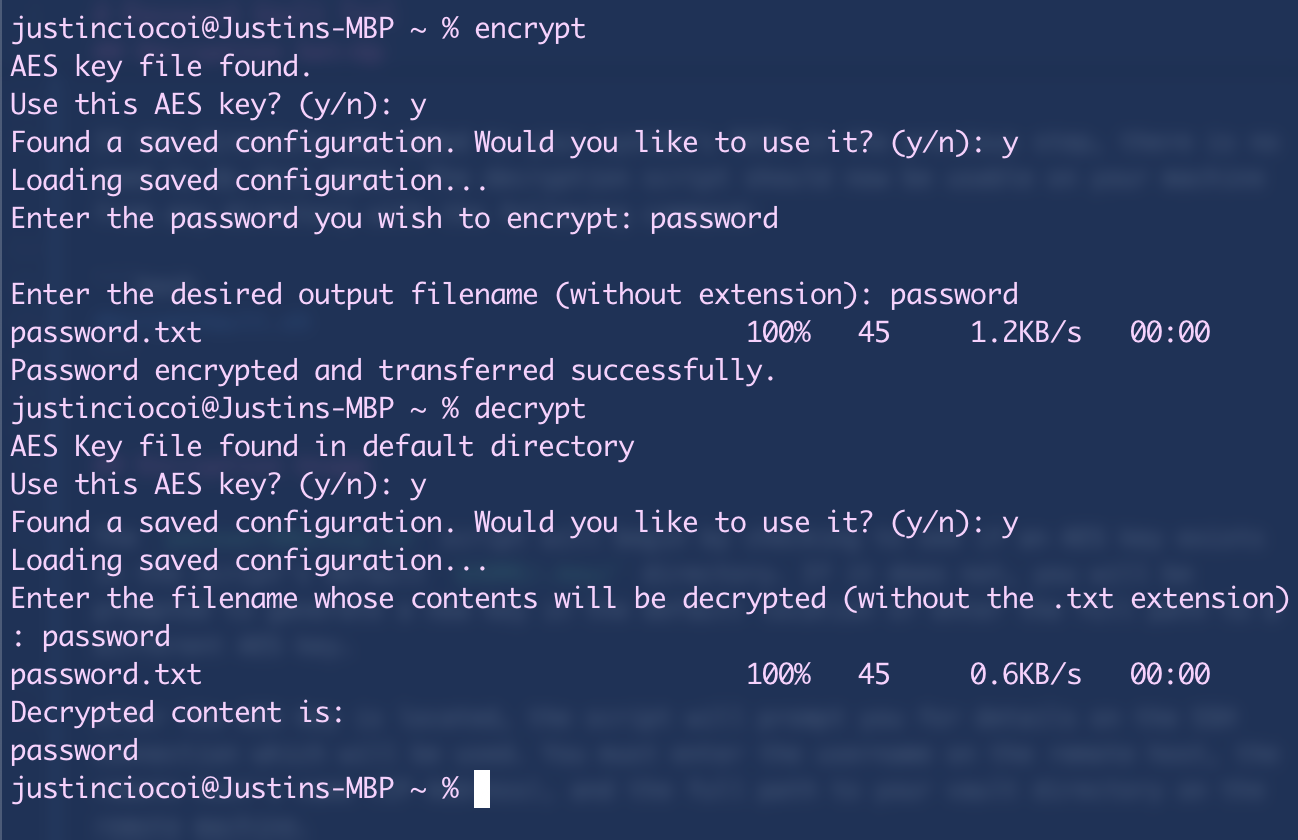 justinciocoi@Justins-MBP ~ % encrypt
AES key file found.
Use this AES key? (y/n): y
Found a saved configuration. Would you like to use it? (y/n): y
Loading saved configuration...
Enter the password you wish to encrypt: password
Enter the desired output filename (without extension): password
password.txt 100% 45 1.2KB/s 00:00
Password encrypted and transferred successfully.
justinciocoi@Justins-MBP ~ % decrypt
AES Key file found in default directory
Use this AES key? (y/n): y
Found a saved configuration. Would you like to use it? (y/n): y
Loading saved configuration...
Enter the filename whose contents will be decrypted (without the .txt extension)
: password
password.txt 100% 45 0.6KB/s 00:00
Decrypted content is:
password
justinciocoi@Justins-MBP ~ %